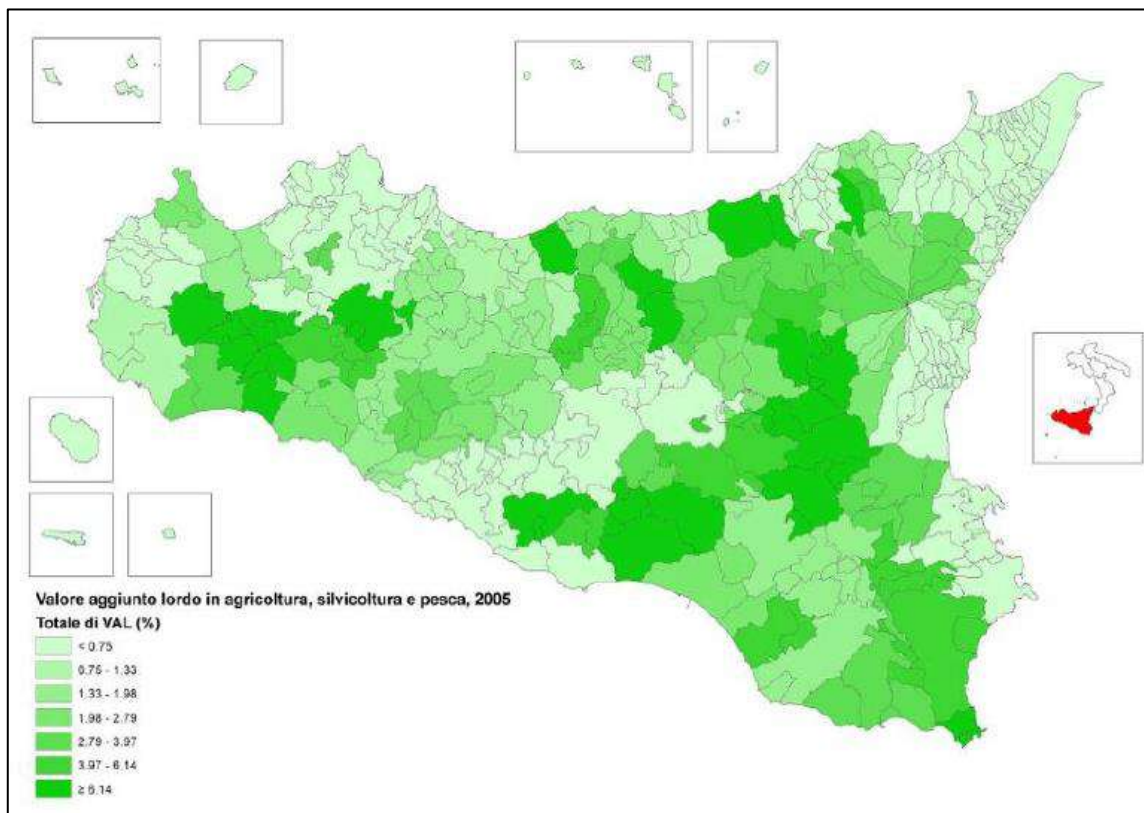 Valore aggiunto lordo in agricoltura, silvicoltura e pesca, 2005
Totale di VAL (%)
< 0.75
0.75 - 1.33
1.33 - 1.98
1.98 - 2.79
2.79 - 3.97
3.97 - 6.14
≥ 6.14